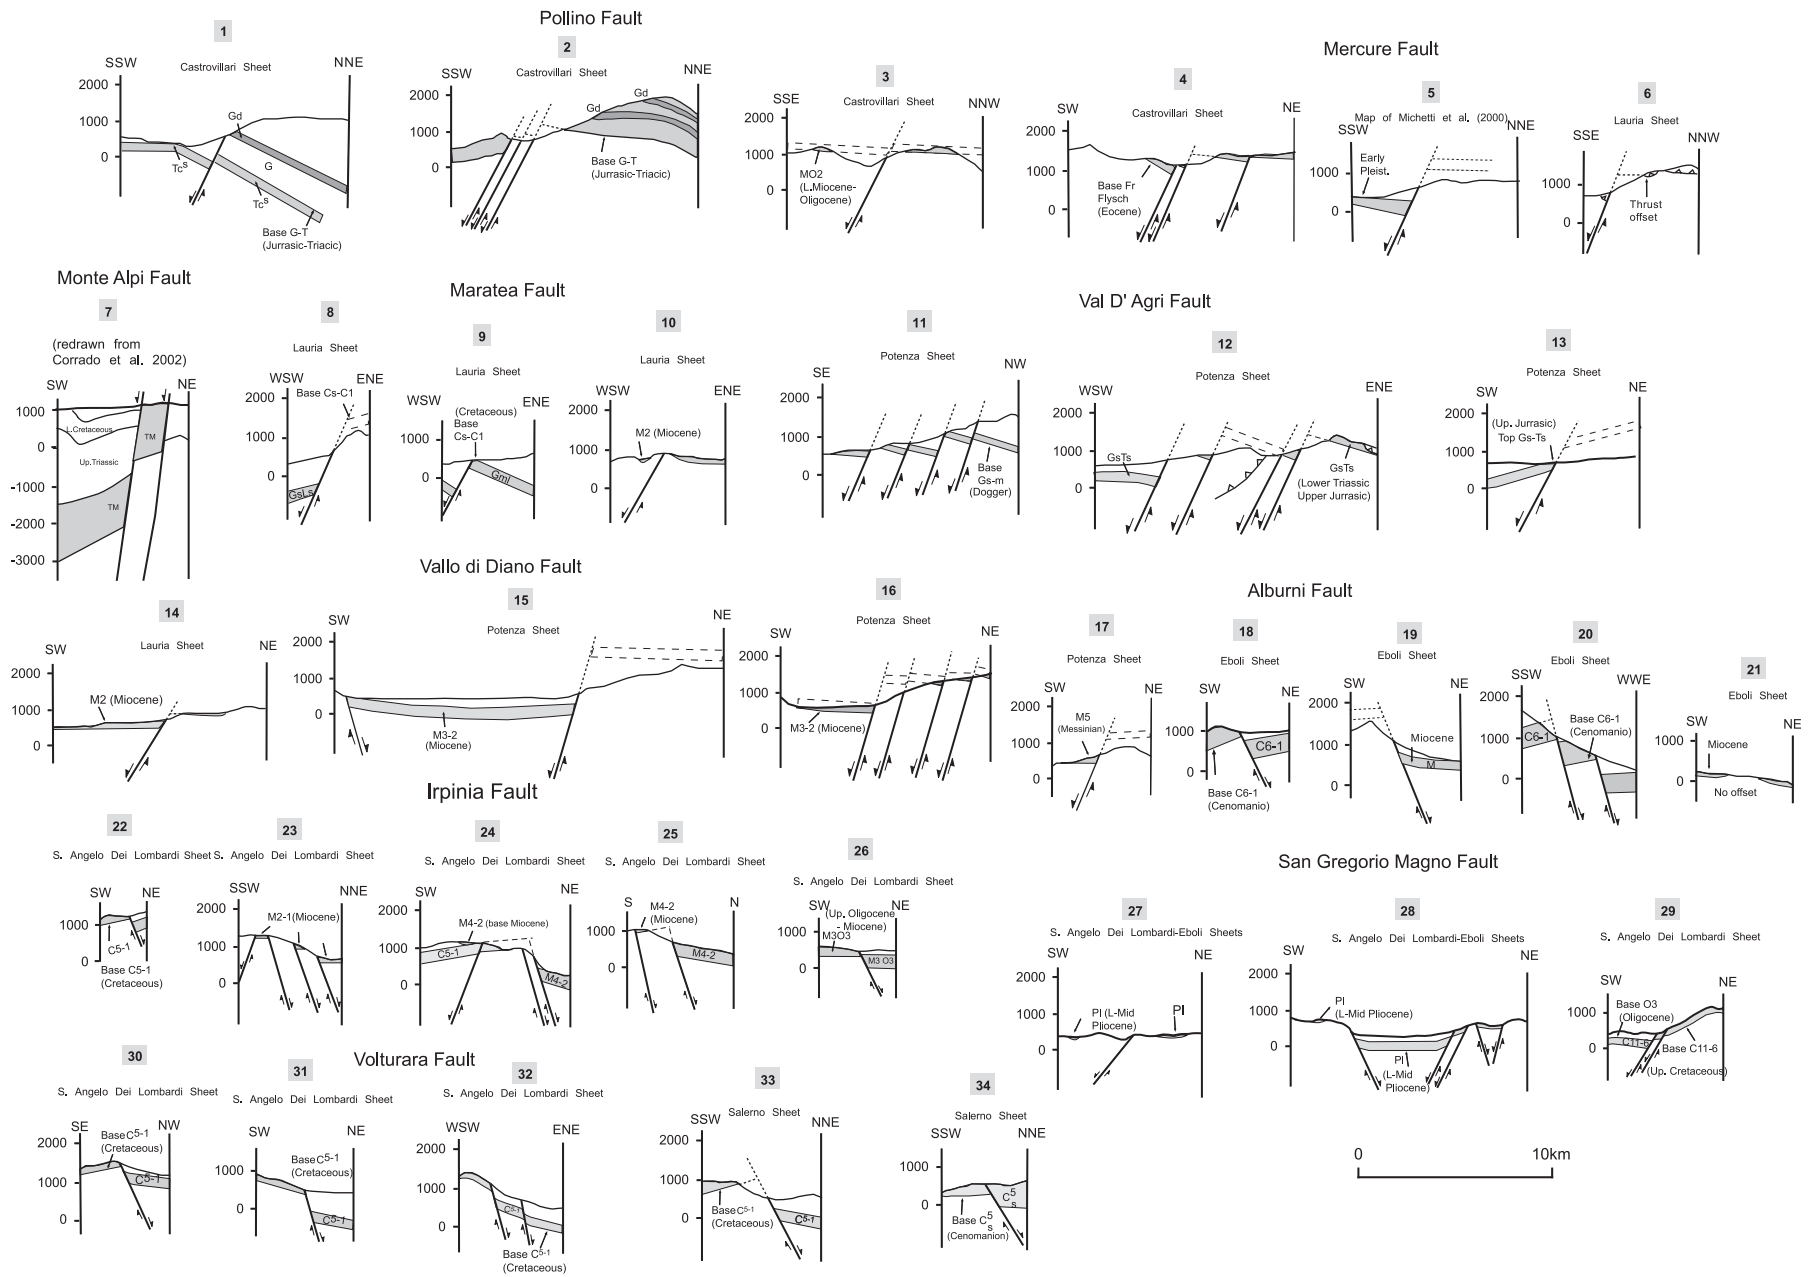 Pollino Fault
1
Castrovillari Sheet
SSW
NNE
2000
1000
0
Gd
G
Tcs
Tcs
Base G-T
(Jurrasic-Triacic)
2
Castrovillari Sheet
SSW
NNE
2000
1000
0
Gd
Gd
Base G-T
(Jurrasic-Triacic)
3
Castrovillari Sheet
SSE
NNW
2000
1000
0
MO2
(L.Miocene-
Oligocene)
Mercure Fault
4
Castrovillari Sheet
SW
NE
2000
1000
0
Base Fr
Flysch
(Eocene)
5
Map of Michetti et al. (2000)
SSW
NNE
1000
0
Early
Pleist.
6
Lauria Sheet
SSE
NNW
1000
0
Thrust
offset
Monte Alpi Fault
7
(redrawn from
Corrado et al. 2002)
SW
NE
1000
0
-1000
-2000
-3000
L.Cretaceous
Up.Triassic
TM
TM
Maratea Fault
8
Lauria Sheet
WSW
ENE
Base Cs-C1
2000
1000
0
GsLs
9
Lauria Sheet
WSW
ENE
(Cretaceous)
Base
Cs-C1
1000
0
Gml
10
Lauria Sheet
WSW
ENE
2000
1000
0
M2 (Miocene)
Val D' Agri Fault
11
Potenza Sheet
SE
NW
2000
1000
0
Base
Gs-m
(Dogger)
12
Potenza Sheet
WSW
ENE
2000
1000
0
GsTs
GsTs
(Lower Triassic
Upper Jurrasic)
13
Potenza Sheet
SW
NE
2000
1000
0
(Up. Jurrasic)
Top Gs-Ts
Vallo di Diano Fault
14
Lauria Sheet
SW
NE
2000
1000
0
M2 (Miocene)
15
Potenza Sheet
SW
NE
2000
1000
0
M3-2
(Miocene)
16
Potenza Sheet
SW
NE
2000
1000
0
M3-2 (Miocene)
Alburni Fault
17
Potenza Sheet
SW
NE
1000
0
M5
(Messinian)
18
Eboli Sheet
SW
NE
1000
0
C6-1
Base C6-1
(Cenomanio)
19
Eboli Sheet
SW
NE
2000
1000
0
Miocene
M
20
Eboli Sheet
SSW
WWE
2000
1000
0
C6-1
Base C6-1
(Cenomanio)
21
Eboli Sheet
SW
NE
1000
0
Miocene
No offset
Irpinia Fault
22
S. Angelo Dei Lombardi Sheet
SW
NE
1000
0
C5-1
Base C5-1
(Cretaceous)
23
S. Angelo Dei Lombardi Sheet
SSW
NNE
2000
1000
0
M2-1(Miocene)
24
S. Angelo Dei Lombardi Sheet
SW
NE
2000
1000
0
M4-2 (base Miocene)
C5-1
M4-2
25
S. Angelo Dei Lombardi Sheet
S
N
1000
0
M4-2
(Miocene)
M4-2
26
S. Angelo Dei Lombardi Sheet
SW
NE
(Up. Oligocene
- Miocene)
1000
0
M3O3
M3 O3
San Gregorio Magno Fault
27
S. Angelo Dei Lombardi-Eboli Sheets
SW
NE
2000
1000
0
Pl (L-Mid
Pliocene)
Pl
28
S. Angelo Dei Lombardi-Eboli Sheets
SW
NE
2000
1000
0
Pl
(L-Mid Pliocene)
Pl
(L-Mid
Pliocene)
29
S. Angelo Dei Lombardi Sheet
SW
NE
2000
1000
0
Base O3
(Oligocene)
C11-6
Base C11-6
(Up. Cretaceous)
Volturara Fault
30
S. Angelo Dei Lombardi Sheet
SE
NW
2000
1000
0
BaseC5-1
(Cretaceous)
C5-1
31
S. Angelo Dei Lombardi Sheet
SW
NE
1000
0
BaseC5-1
(Cretaceous)
C5-1
32
S. Angelo Dei Lombardi Sheet
WSW
ENE
2000
1000
0
C5-1
Base C5-1
(Cretaceous)
33
Salerno Sheet
SSW
NNE
2000
1000
0
BaseC5-1
(Cretaceous)
C5-1
34
Salerno Sheet
SSW
NNE
1000
0
C5s
Base C5s
(Cenomanion)
0
10km